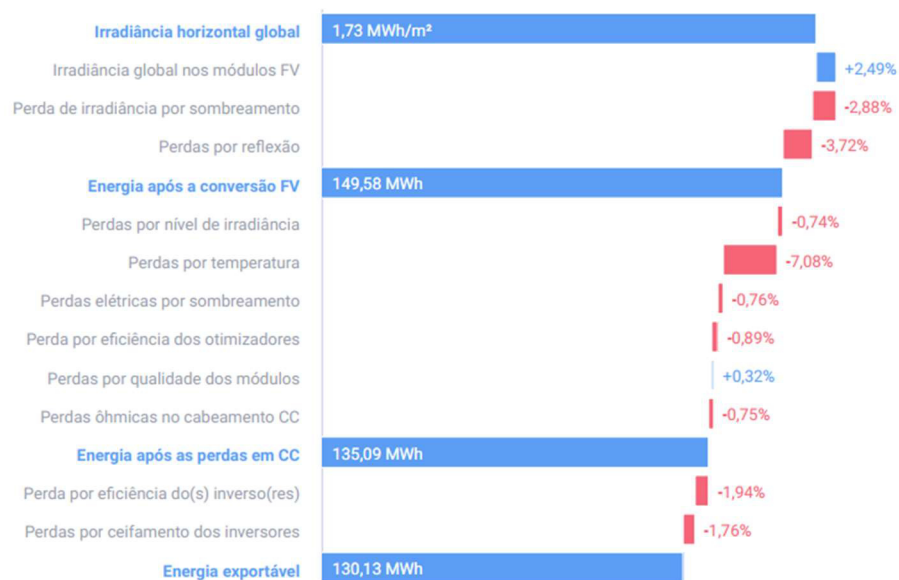 Irradiância horizontal global 1,73 MWh/m²
Irradiância global nos módulos FV +2,49%
Perda de irradiância por sombreamento -2,88%
Perdas por reflexão -3,72%
Energia após a conversão FV 149,58 MWh
Perdas por nível de irradiância -0,74%
Perdas por temperatura -7,08%
Perdas elétricas por sombreamento -0,76%
Perda por eficiência dos otimizadores -0,89%
Perdas por qualidade dos módulos +0,32%
Perdas ôhmicas no cabeamento CC -0,75%
Energia após as perdas em CC 135,09 MWh
Perda por eficiência do(s) inverso(res) -1,94%
Perdas por ceifamento dos inversores -1,76%
Energia exportável 130,13 MWh